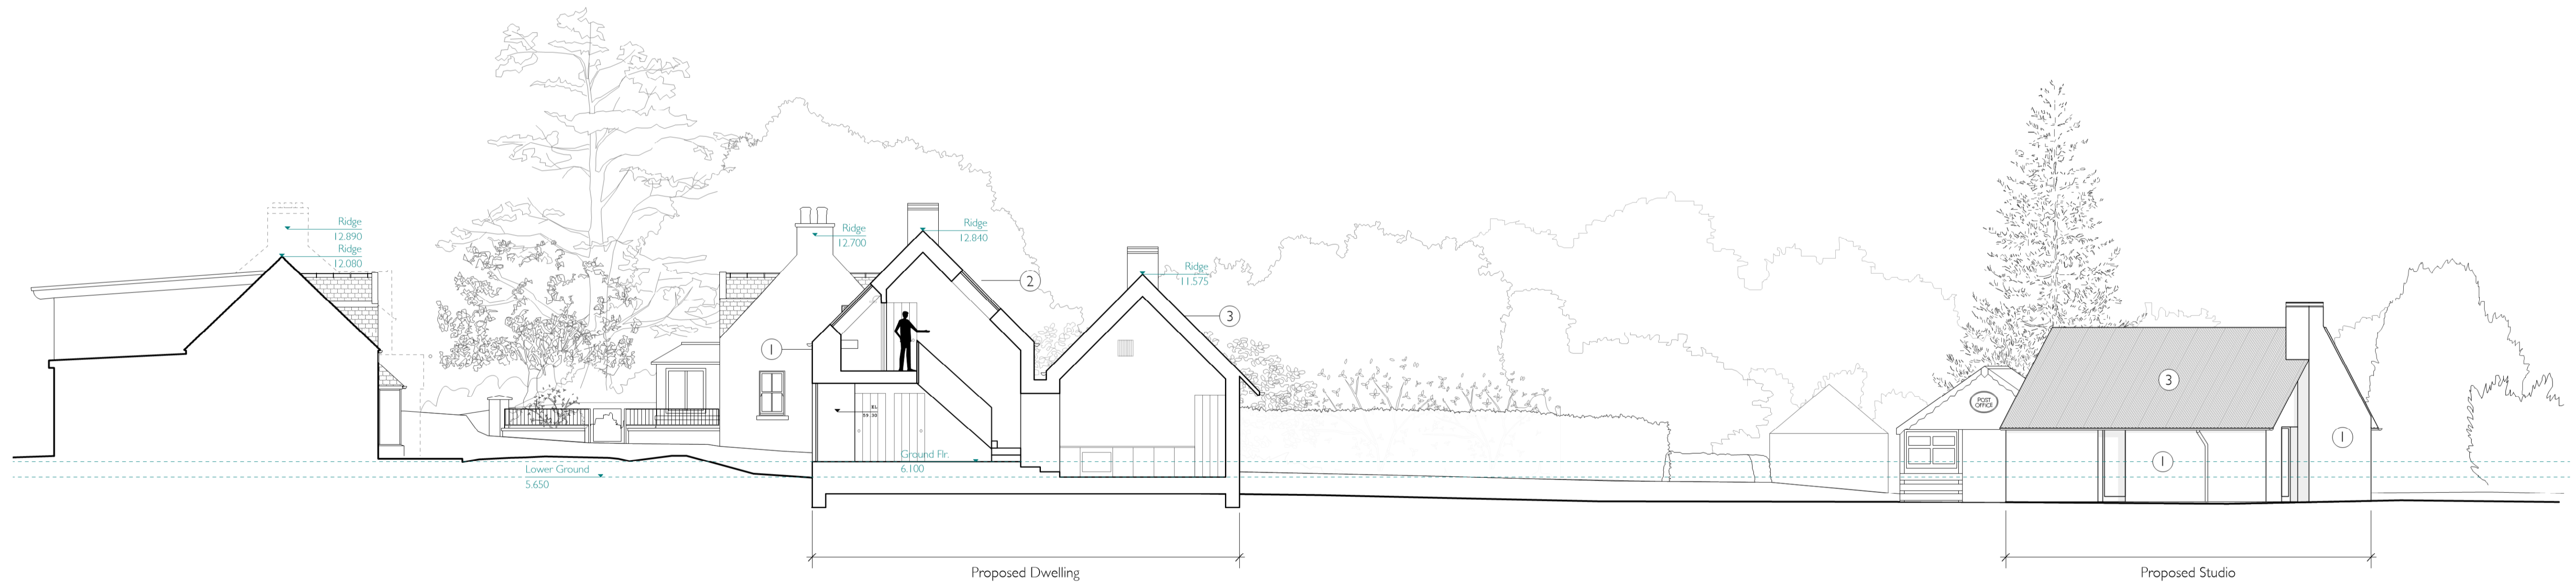 Ridge
12.890
Ridge
12.080
Ridge
12.700
Ridge
12.840
Ridge
11.575
1
2
3
EL
Lower Ground
5.650
Ground Flr.
6.100
POST
OFFICE
3
1
1
Proposed Dwelling
Proposed Studio